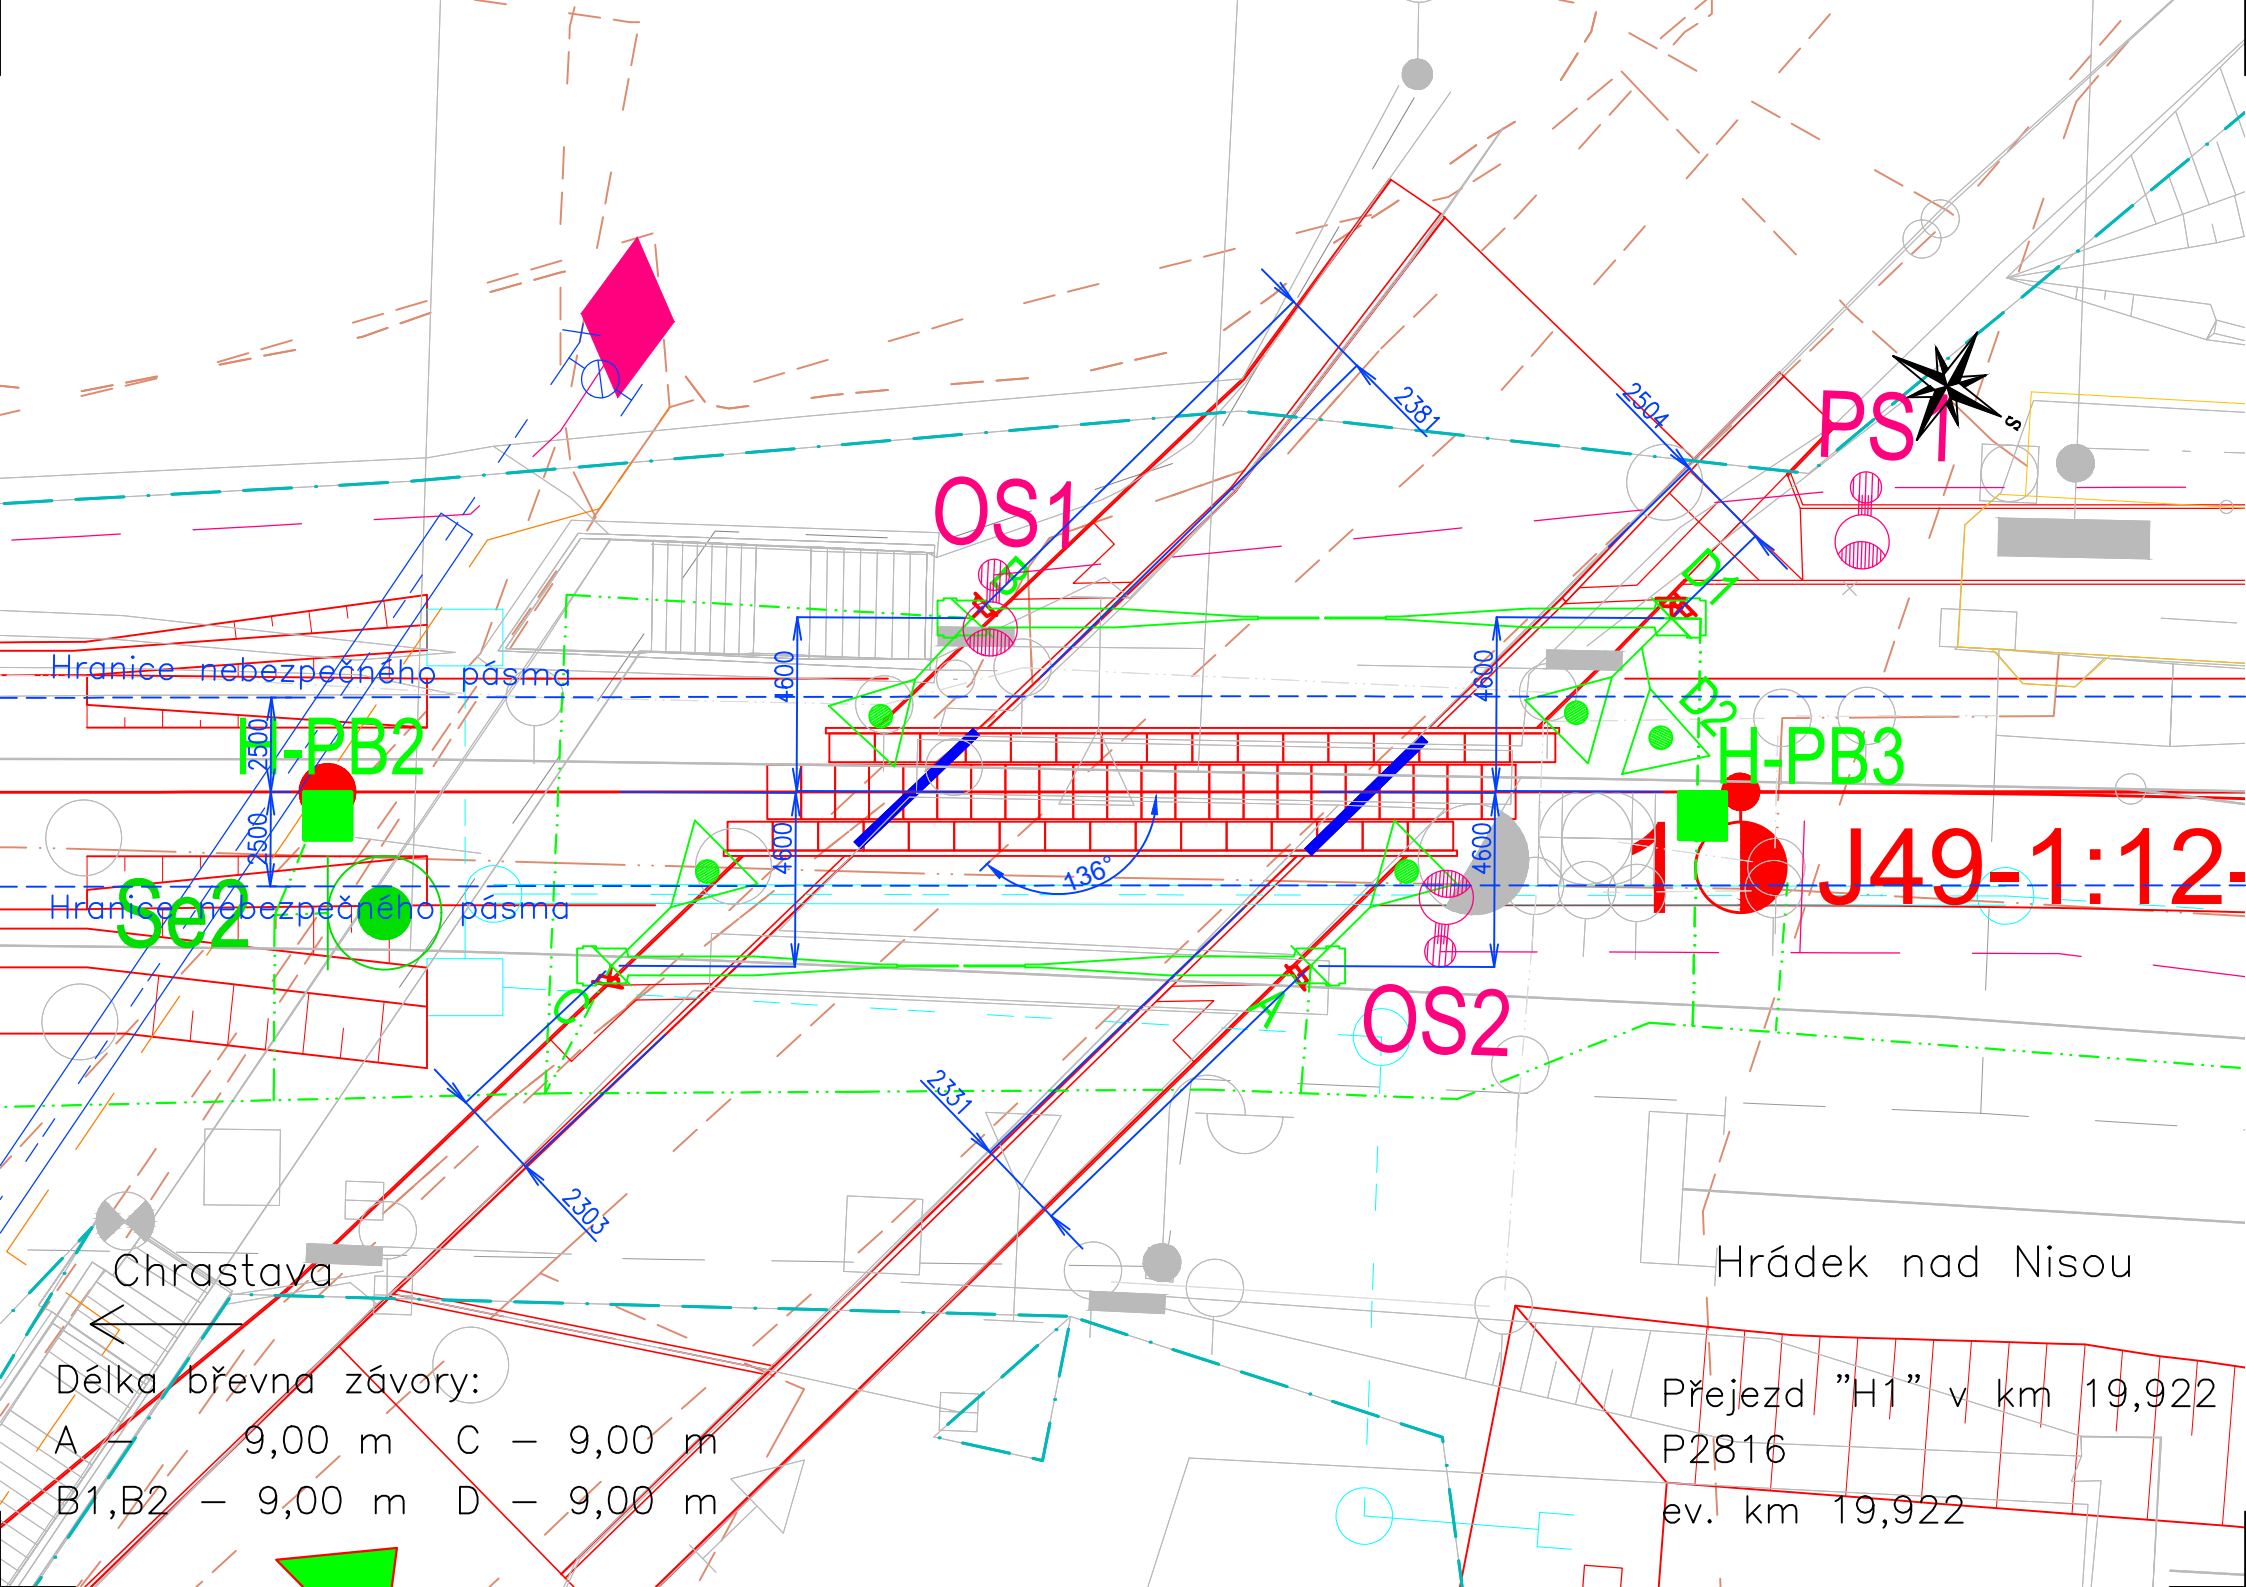 2381
2504
PS1
S
OS1
B
D1
4600
4600
Hranice nebezpečného pásma
D2
H-PB2
2500
H-PB3
2500
4600
4600
136°
1 J49-1:12-
Se2
Hranice nebezpečného pásma
C
A
OS2
2331
2303
Chrastava
Hrádek nad Nisou
Délka břevna závory:
A - 9,00 m C - 9,00 m
B1,B2 - 9,00 m D - 9,00 m
Přejezd "H1" v km 19,922
P2816
ev. km 19,922